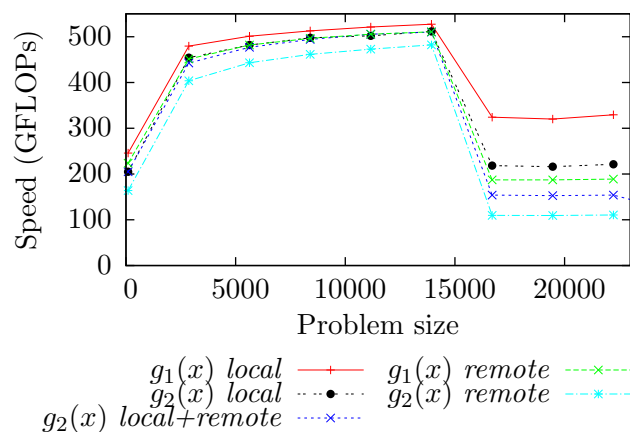 500
400
300
200
100
0
Speed (GFLOPs)
0 5000 10000 15000 20000
Problem size
g₁(x) local g₁(x) remote
g₂(x) local g₂(x) remote
g₂(x) local+remote